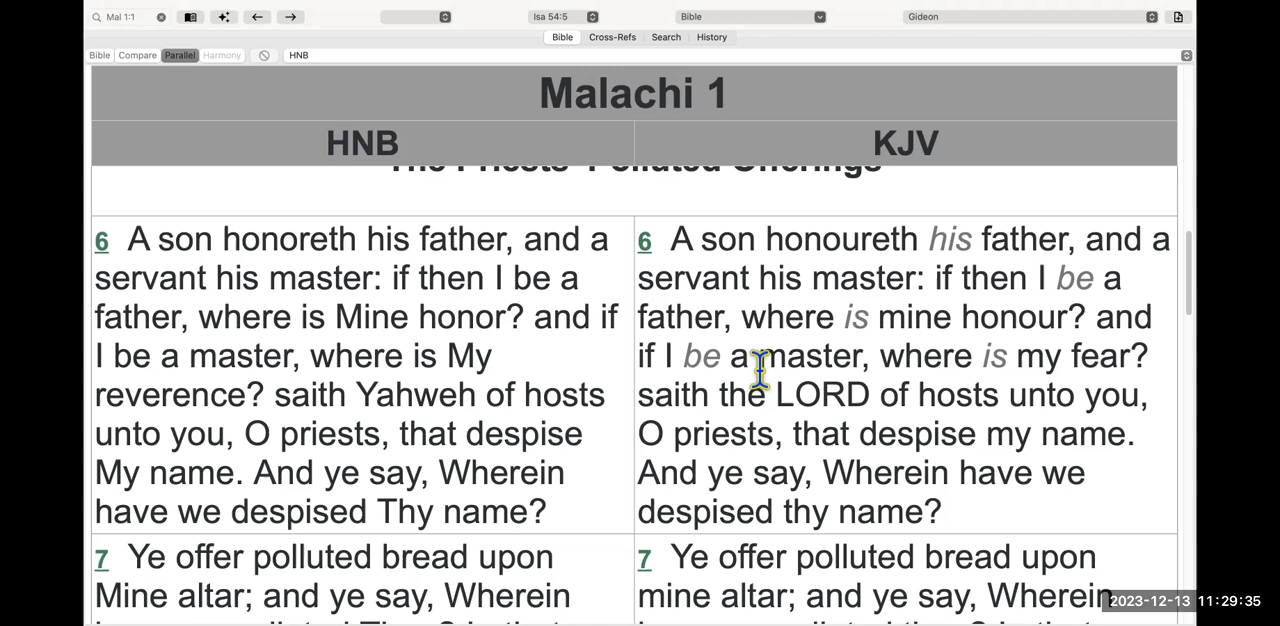 Mal 1:1
Isa 54:5
Bible
Gideon
Bible
Cross-Refs
Search
History
Bible
Compare
Parallel
Harmony
HNB
Malachi 1
HNB
KJV
The Priests' Polluted Offerings
6 A son honoreth his father, and a
servant his master: if then I be a
father, where is Mine honor? and if
I be a master, where is My
reverence? saith Yahweh of hosts
unto you, O priests, that despise
My name. And ye say, Wherein
have we despised Thy name?
6 A son honoureth his father, and a
servant his master: if then I be a
father, where is mine honour? and
if I be a master, where is my fear?
saith the LORD of hosts unto you,
O priests, that despise my name.
And ye say, Wherein have we
despised thy name?
7 Ye offer polluted bread upon
Mine altar; and ye say, Wherein
7 Ye offer polluted bread upon
mine altar; and ye say, Wherein
2023-12-13 11:29:35